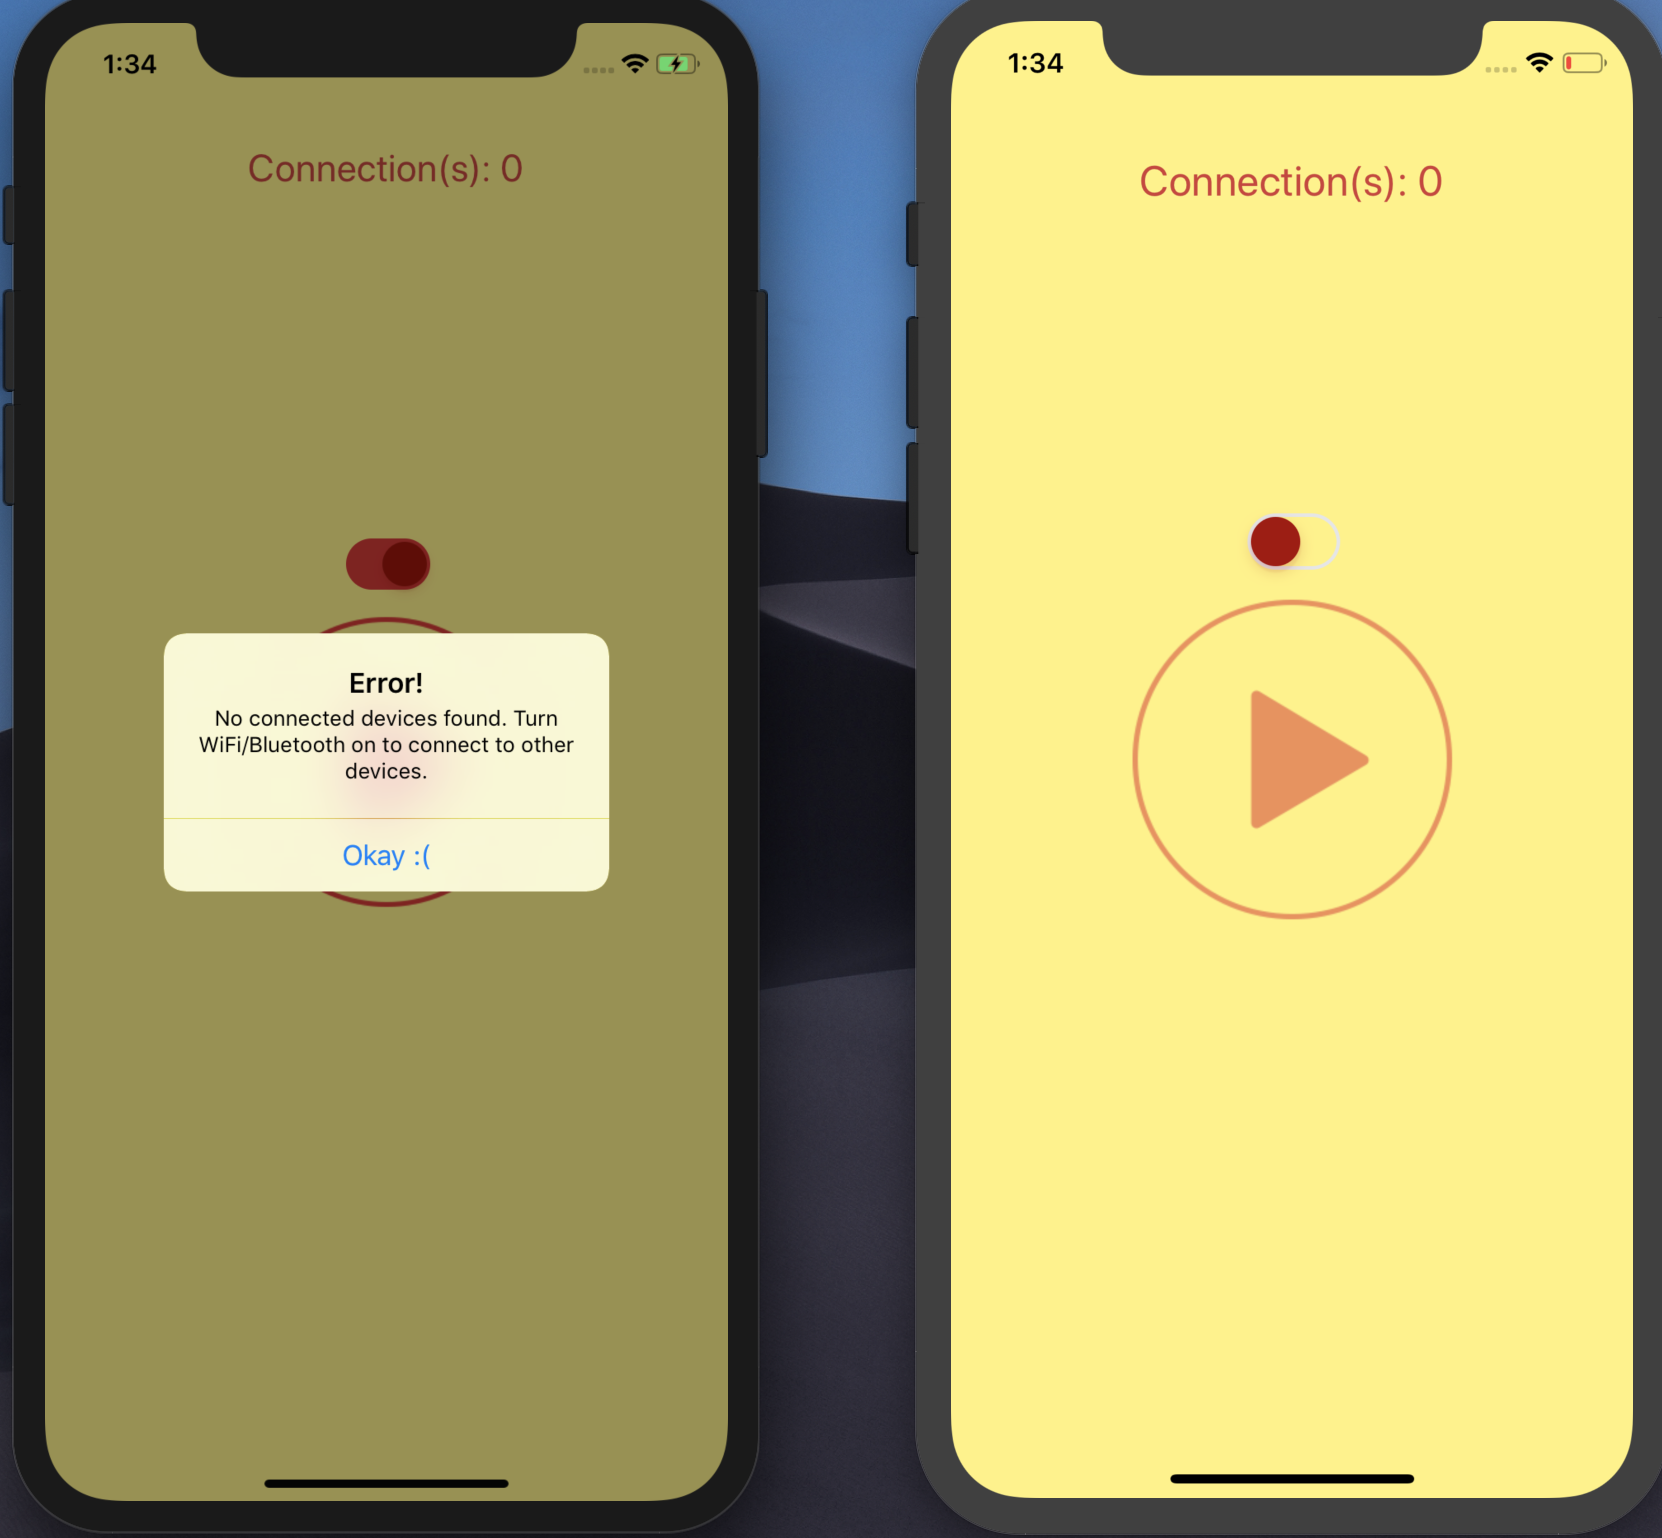 1:34
Connection(s): 0
Error!
No connected devices found. Turn
WiFi/Bluetooth on to connect to other
devices.
Okay :(
1:34
Connection(s): 0